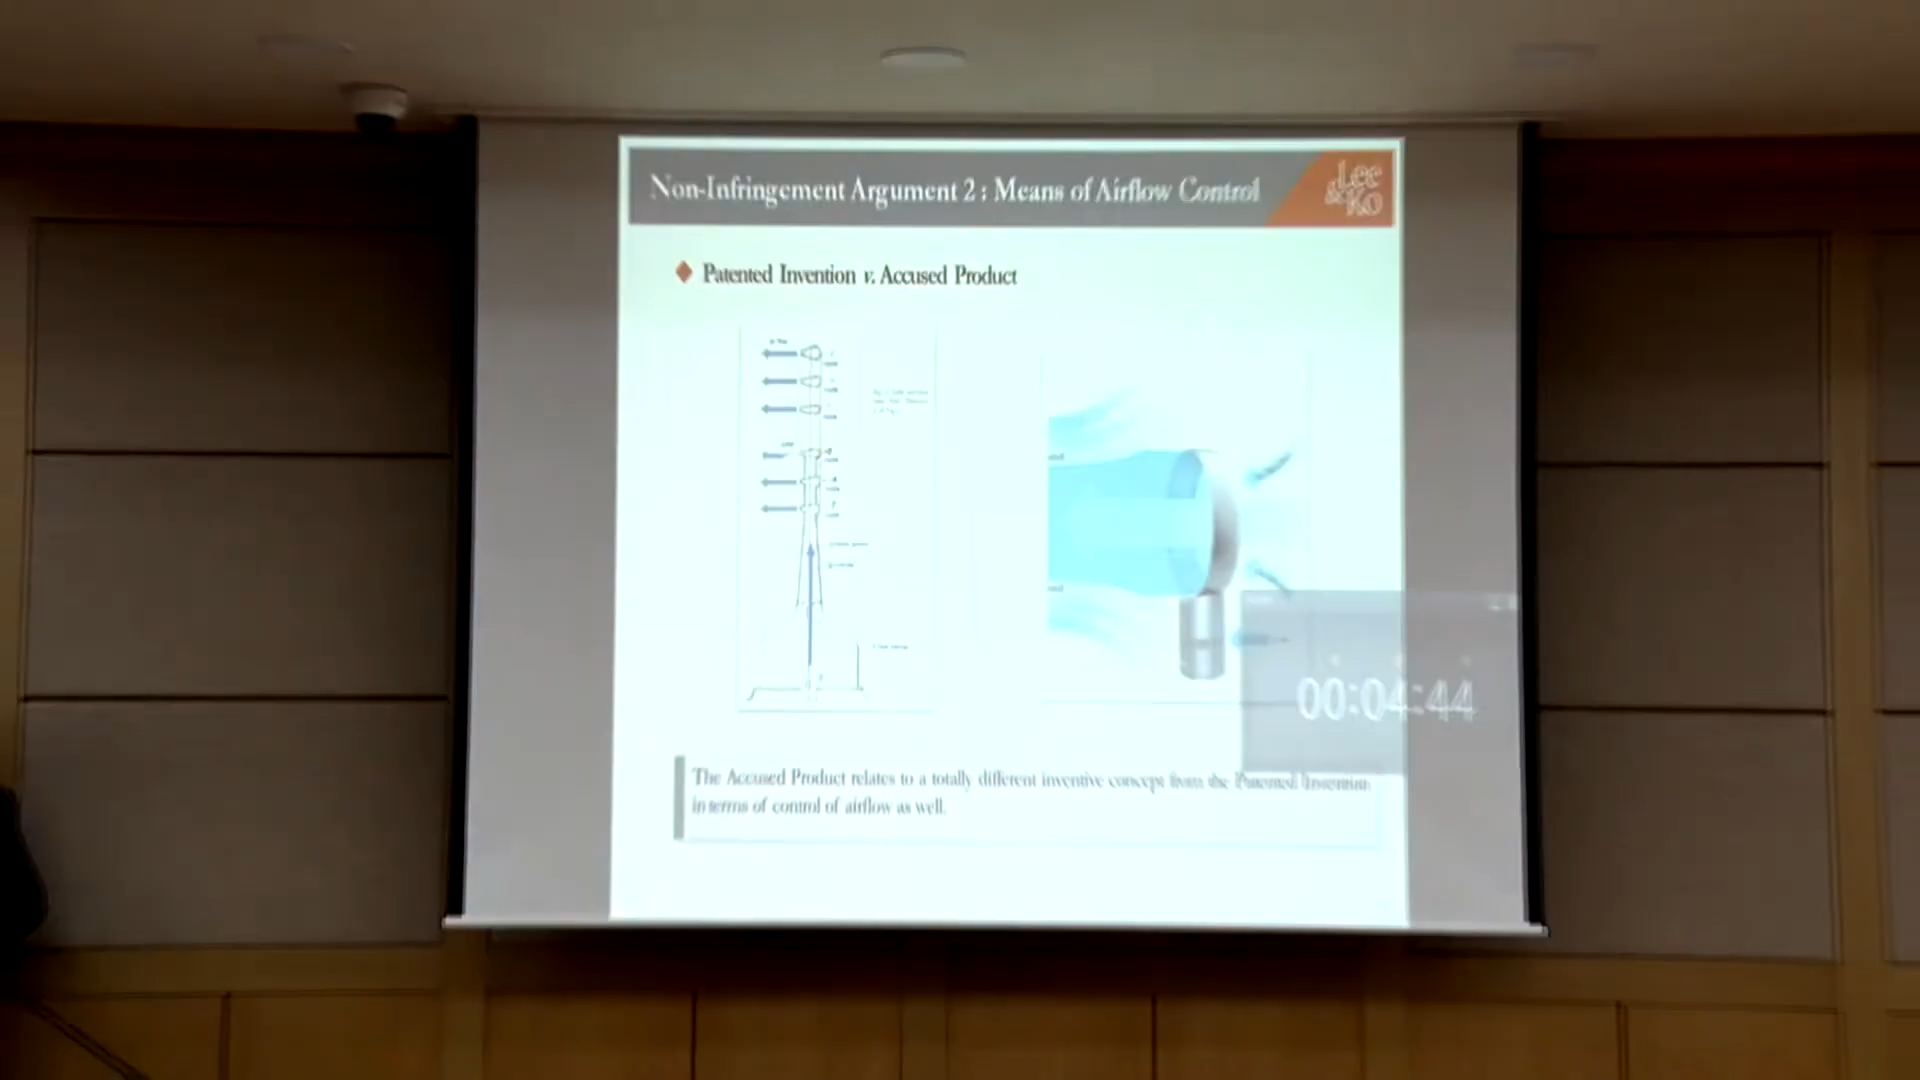 Non-Infringement Argument 2 : Means of Airflow Control
Lee
&KO
Patented Invention v. Accused Product
00:04:44
The Accused Product relates to a totally different inventive concept from the Patented Invention
in terms of control of airflow as well.